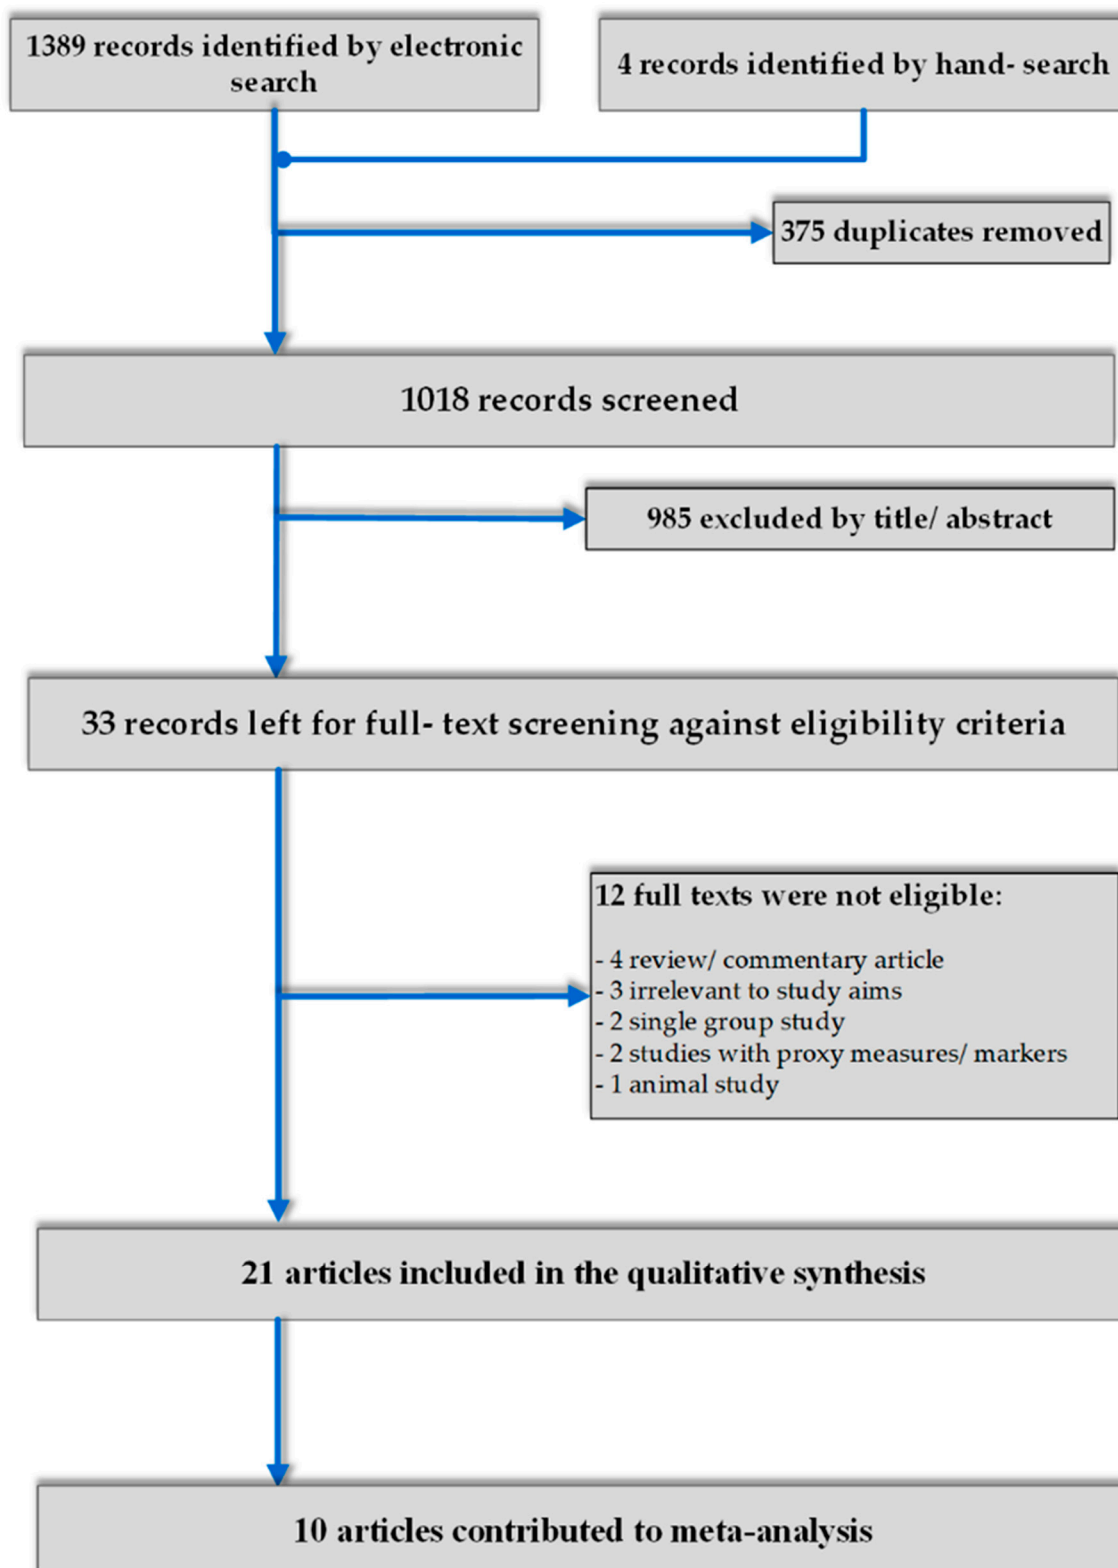 1389 records identified by electronic
search
4 records identified by hand- search
375 duplicates removed
1018 records screened
985 excluded by title/ abstract
33 records left for full- text screening against eligibility criteria
12 full texts were not eligible:
- 4 review/ commentary article
- 3 irrelevant to study aims
- 2 single group study
- 2 studies with proxy measures/ markers
- 1 animal study
21 articles included in the qualitative synthesis
10 articles contributed to meta-analysis